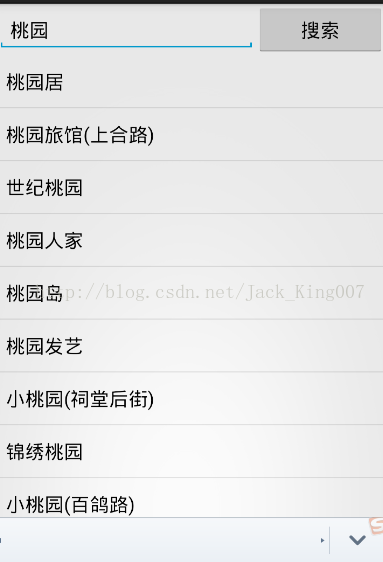 桃园
搜索
桃园居
桃园旅馆(上合路)
世纪桃园
桃园人家
桃园岛
http://blog.csdn.net/Jack_King007
桃园发艺
小桃园(祠堂后街)
锦绣桃园
小桃园(百鸽路)